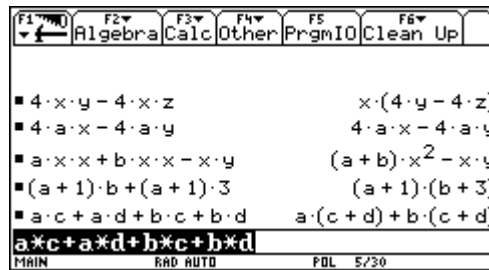 F1 F2 F3 F4 F5 F6
Algebra Calc Other PrgmIO Clean Up
4·x·y − 4·x·z x·(4·y − 4·z)
4·a·x − 4·a·y 4·a·x − 4·a·y
a·x·x + b·x·x − x·y (a + b)·x² − x·y
(a + 1)·b + (a + 1)·3 (a + 1)·(b + 3)
a·c + a·d + b·c + b·d a·(c + d) + b·(c + d)
a*c+a*d+b*c+b*d
MAIN RAD AUTO POL 5/30